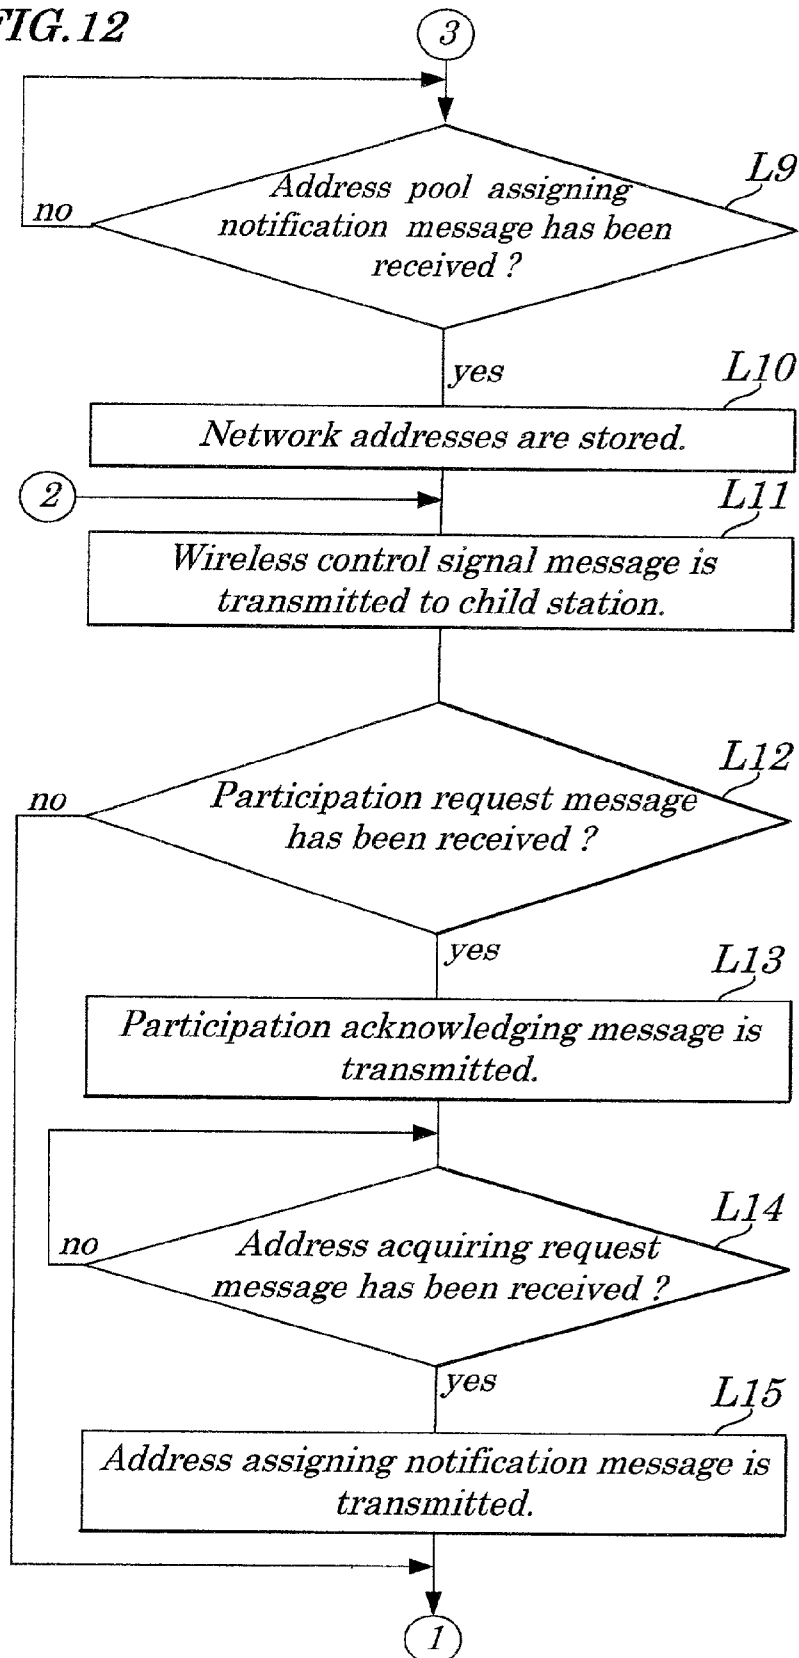 FIG.12
3
L9
Address pool assigning
notification message has been
received ?
no
yes
L10
Network addresses are stored.
2
L11
Wireless control signal message is
transmitted to child station.
L12
Participation request message
has been received ?
no
yes
L13
Participation acknowledging message is
transmitted.
L14
Address acquiring request
message has been received ?
no
yes
L15
Address assigning notification message is
transmitted.
1